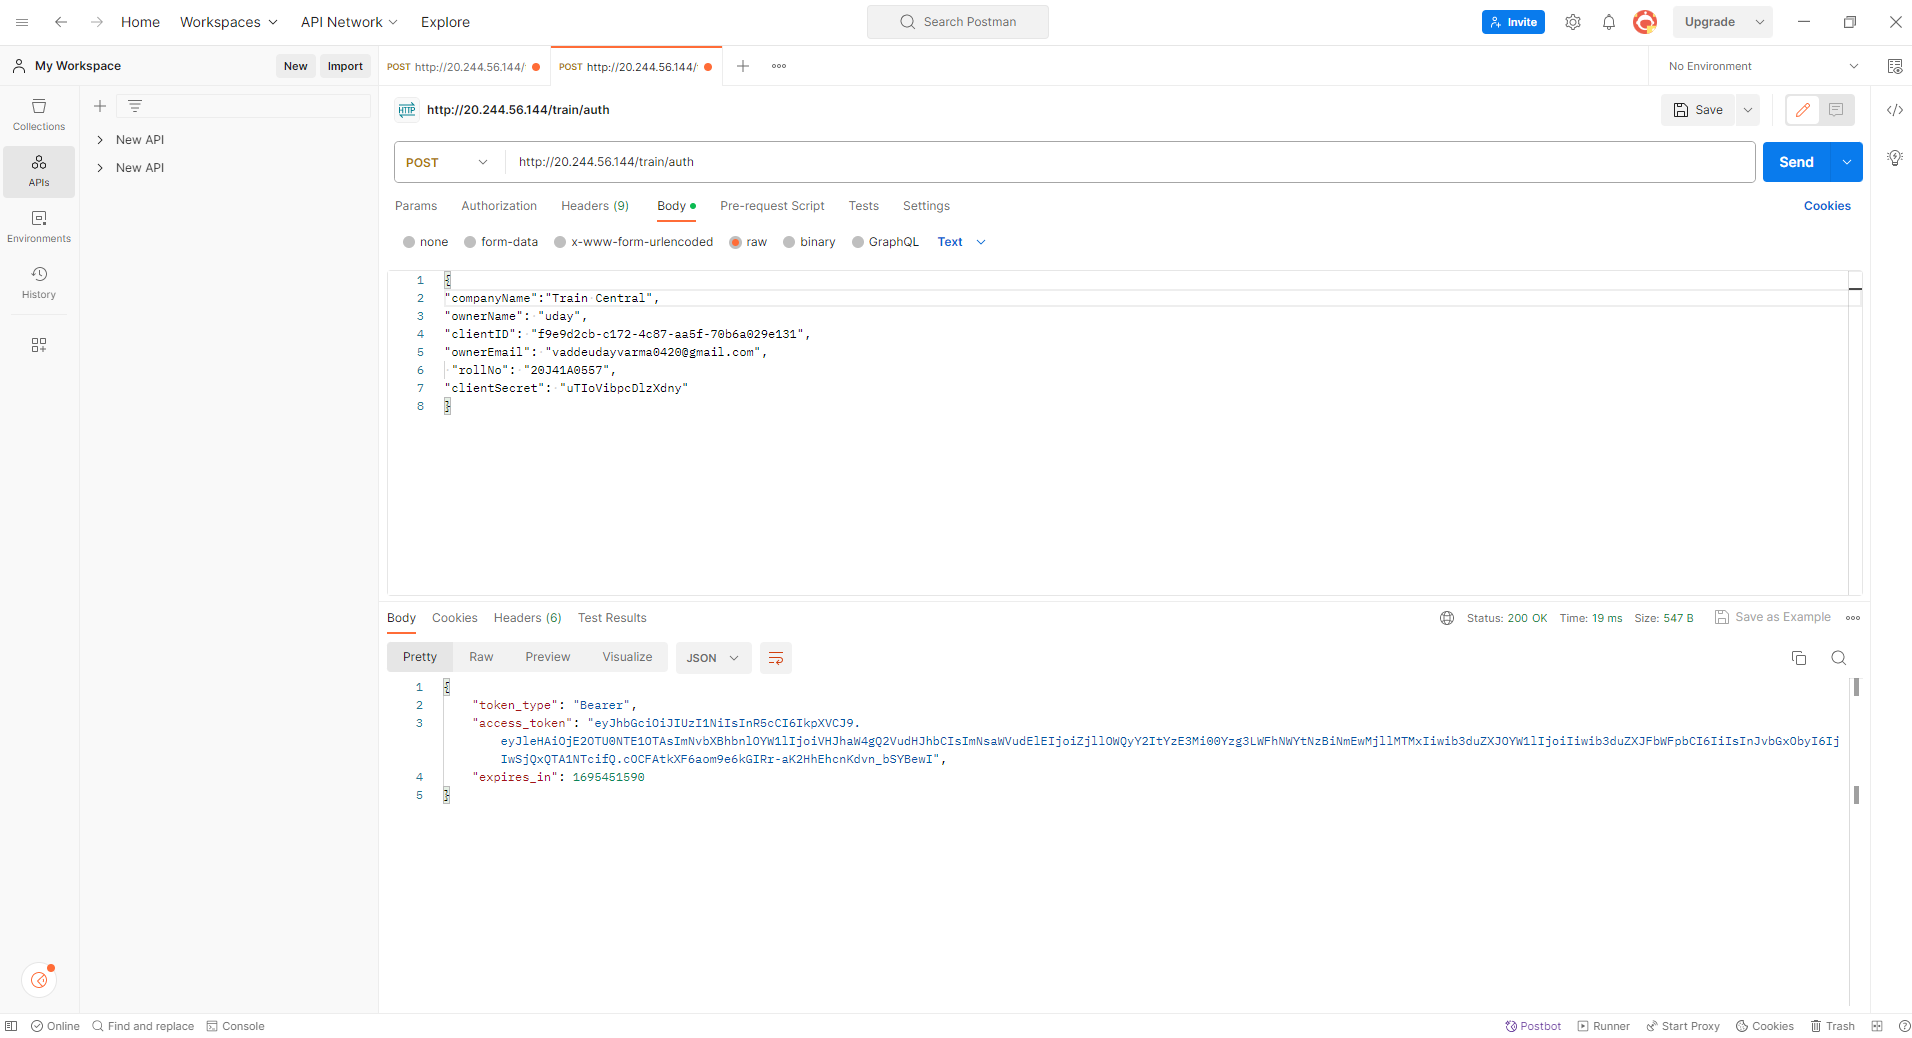 Home Workspaces API Network Explore Search Postman Invite Upgrade
My Workspace New Import POST http://20.244.56.144/ POST http://20.244.56.144/ No Environment
Collections
APIs
Environments
History
New API
New API
HTTP http://20.244.56.144/train/auth Save
POST http://20.244.56.144/train/auth Send
Params Authorization Headers (9) Body Pre-request Script Tests Settings Cookies
none form-data x-www-form-urlencoded raw binary GraphQL Text
1 {
2 "companyName":"Train Central",
3 "ownerName": "uday",
4 "clientID": "f9e9d2cb-c172-4c87-aa5f-70b6a029e131",
5 "ownerEmail": "vaddeudayvarma0420@gmail.com",
6 "rollNo": "20J41A0557",
7 "clientSecret": "uTIoVibpcDlzXdny"
8 }
Body Cookies Headers (6) Test Results Status: 200 OK Time: 19 ms Size: 547 B Save as Example
Pretty Raw Preview Visualize JSON
1 {
2 "token_type": "Bearer",
3 "access_token": "eyJhbGciOiJIUzI1NiIsInR5cCI6IkpXVCJ9.
eyJleHAiOjE2OTU0NTE1OTAsImNvbXBhbnlOYW1lIjoiVHJhaW4gQ2VudHJhbCIsImNsaWVudElEIjoiZjllOWQyY2ItYzE3Mi00Yzg3LWFhNWYtNzBiNmEwMjllMTMxIiwib3duZXJOYW1lIjoiIiwib3duZXJFbWFpbCI6IiIsInJvbGxObyI6Ij
IwSjQxQTA1NTcifQ.cOCFAtkXF6aom9e6kGIRr-aK2HhEhcnKdvn_bSYBewI",
4 "expires_in": 1695451590
5 }
Online Find and replace Console Postbot Runner Start Proxy Cookies Trash